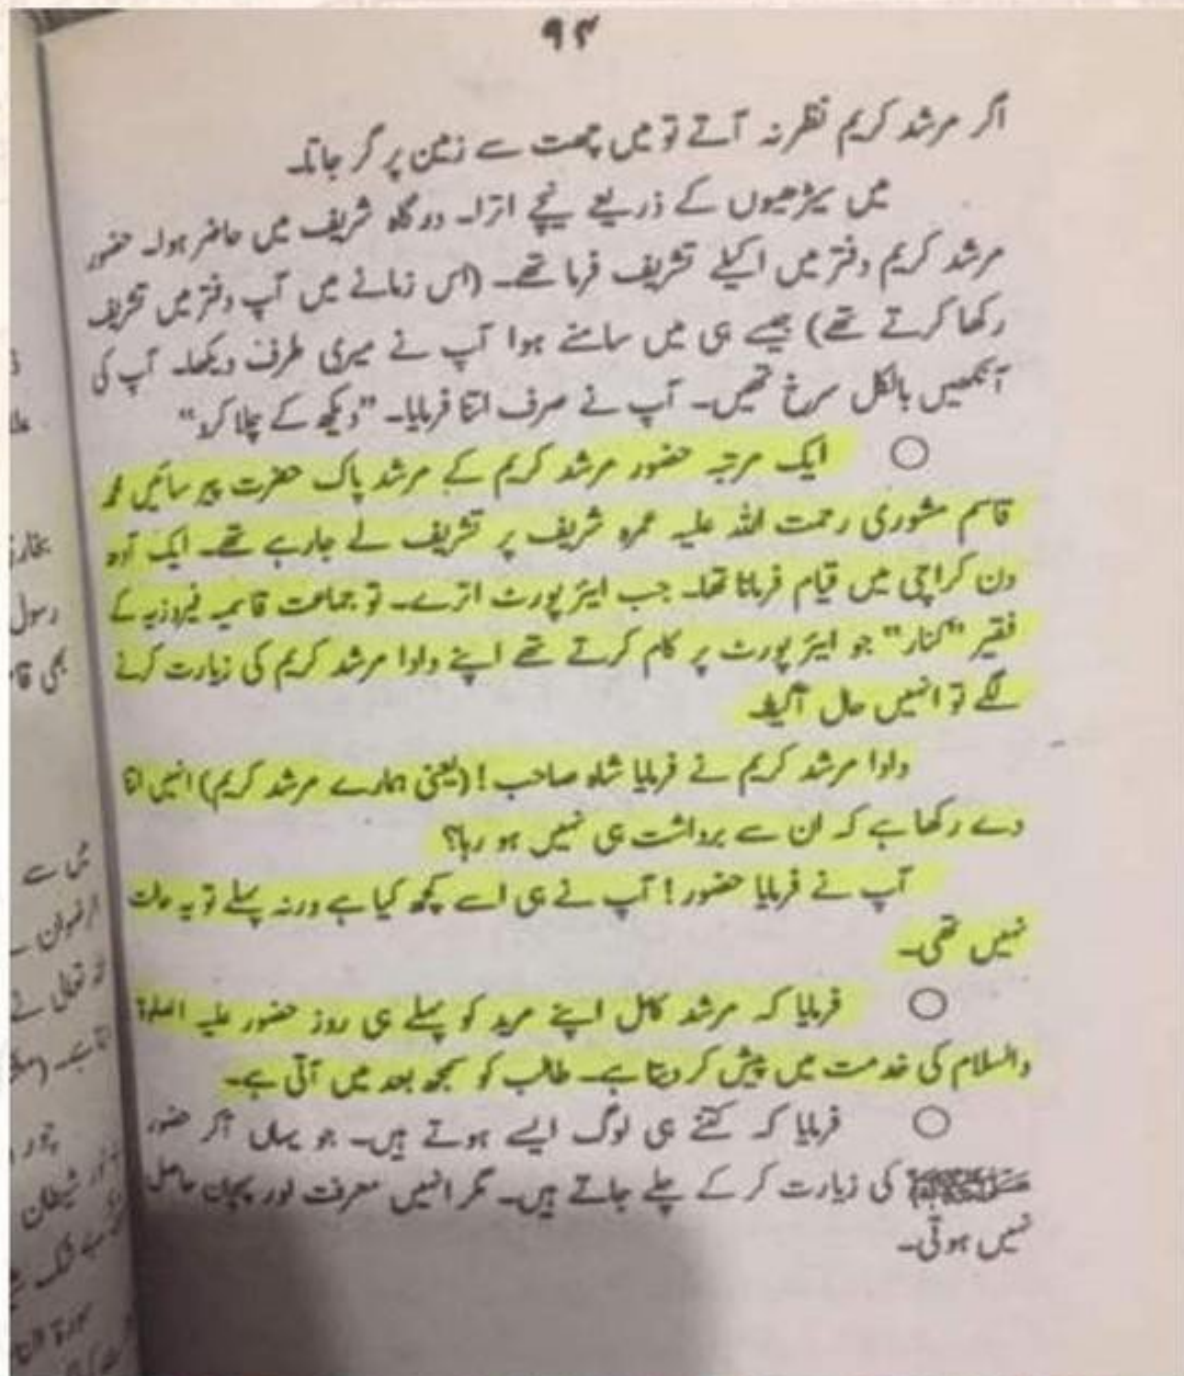 ۹۴
اگر مرشد کریم نظر نہ آتے تو میں چھت سے زمین پر گر جاتا۔
میں سیڑھیوں کے ذریعے نیچے اترا۔ درگاہ شریف میں حاضر ہوا۔ حضور
مرشد کریم دفتر میں اکیلے تشریف فرما تھے۔ (اس زمانے میں آپ دفتر میں تشریف
رکھا کرتے تھے) جیسے ہی میں سامنے ہوا آپ نے میری طرف دیکھا۔ آپ کی
آنکھیں بالکل سرخ تھیں۔ آپ نے صرف اتنا فرمایا۔ "دیکھ کے چلا کرو"
○ ایک مرتبہ حضور مرشد کریم کے مرشد پاک حضرت پیر سائیں محمد
قاسم مشوری رحمت اللہ علیہ عمرہ شریف پر تشریف لے جارہے تھے۔ ایک آدھ
دن کراچی میں قیام فرمانا تھا۔ جب ایئرپورٹ اترے۔ تو جماعت قاسمیہ فیروزیہ کے
فقیر "کنار" جو ایئرپورٹ پر کام کرتے تھے اپنے دادا مرشد کریم کی زیارت کرنے
لگے تو انہیں حال آگیا۔
دادا مرشد کریم نے فرمایا شاہ صاحب! (یعنی ہمارے مرشد کریم) انہیں اتنا
دے رکھا ہے کہ ان سے برداشت ہی نہیں ہو رہا؟
آپ نے فرمایا حضور! آپ نے ہی اسے کچھ کیا ہے ورنہ پہلے تو یہ حالت
نہیں تھی۔
○ فرمایا کہ مرشد کامل اپنے مرید کو پہلے ہی روز حضور علیہ الصلوۃ
والسلام کی خدمت میں پیش کر دیتا ہے۔ طالب کو سمجھ بعد میں آتی ہے۔
○ فرمایا کہ کتنے ہی لوگ ایسے ہوتے ہیں۔ جو یہاں آکر حضور
ﷺ کی زیارت کر کے چلے جاتے ہیں۔ مگر انہیں معرفت اور پہچان حاصل
نہیں ہوتی۔